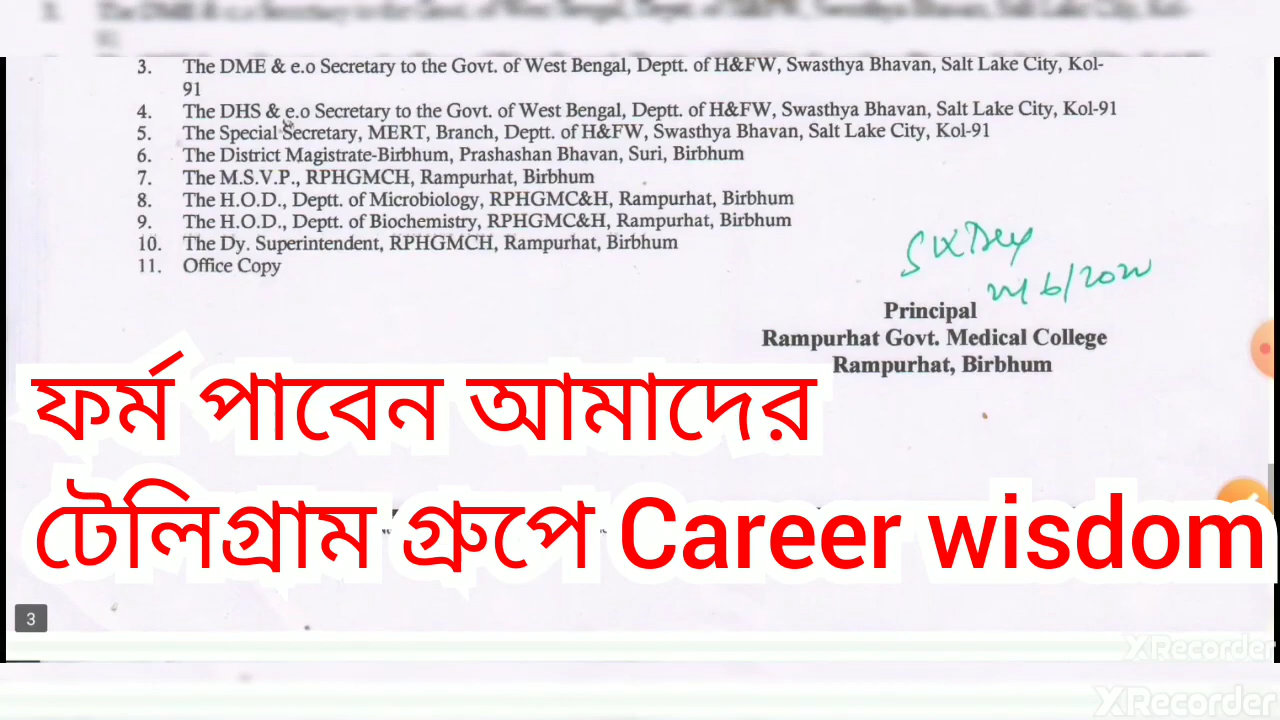 3. The DME & e.o Secretary to the Govt. of West Bengal, Deptt. of H&FW, Swasthya Bhavan, Salt Lake City, Kol-
91
4. The DHS & e.o Secretary to the Govt. of West Bengal, Deptt. of H&FW, Swasthya Bhavan, Salt Lake City, Kol-91
5. The Special Secretary, MERT, Branch, Deptt. of H&FW, Swasthya Bhavan, Salt Lake City, Kol-91
6. The District Magistrate-Birbhum, Prashashan Bhavan, Suri, Birbhum
7. The M.S.V.P., RPHGMCH, Rampurhat, Birbhum
8. The H.O.D., Deptt. of Microbiology, RPHGMC&H, Rampurhat, Birbhum
9. The H.O.D., Deptt. of Biochemistry, RPHGMC&H, Rampurhat, Birbhum
10. The Dy. Superintendent, RPHGMCH, Rampurhat, Birbhum
11. Office Copy
Principal
Rampurhat Govt. Medical College
Rampurhat, Birbhum
ফর্ম পাবেন আমাদের
টেলিগ্রাম গ্রুপে Career wisdom
3
XRecorder
XRecorder